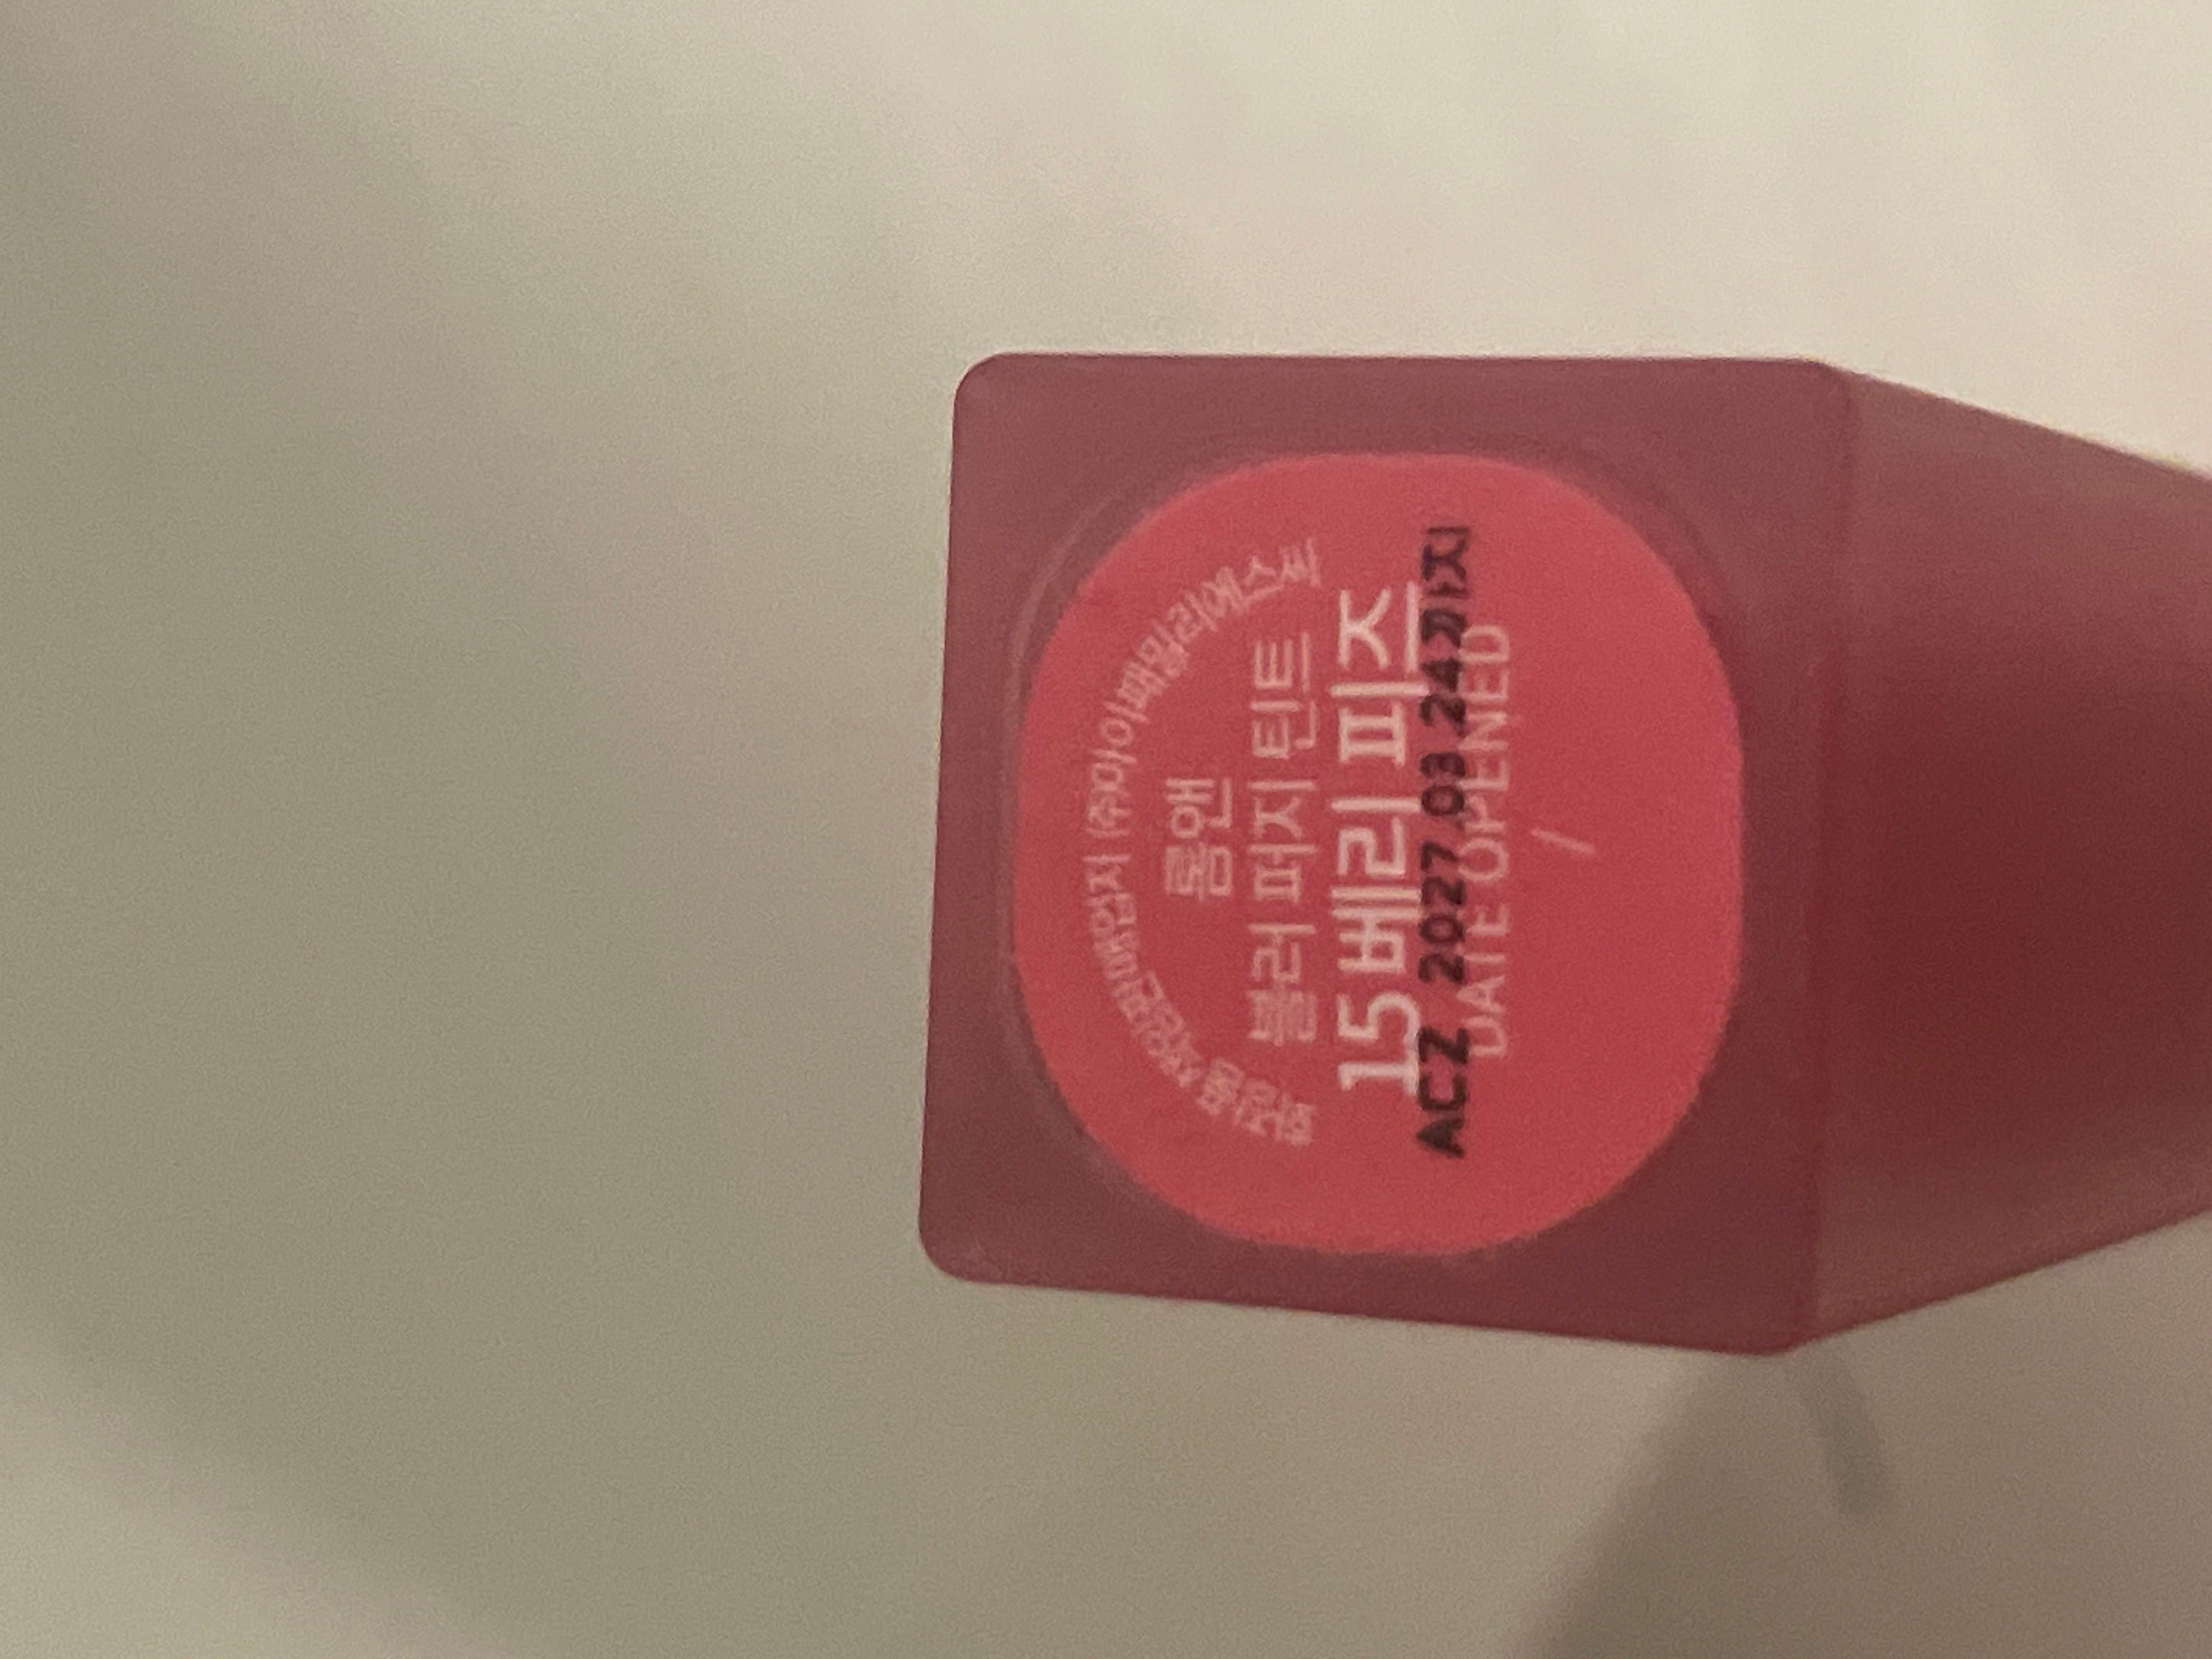 화장품책임판매업자 (주)아이패밀리에스씨
롬앤
블러 퍼지 틴트
15 베리 피즈
ACZ 2027.03.24까지
DATE OPENED
/